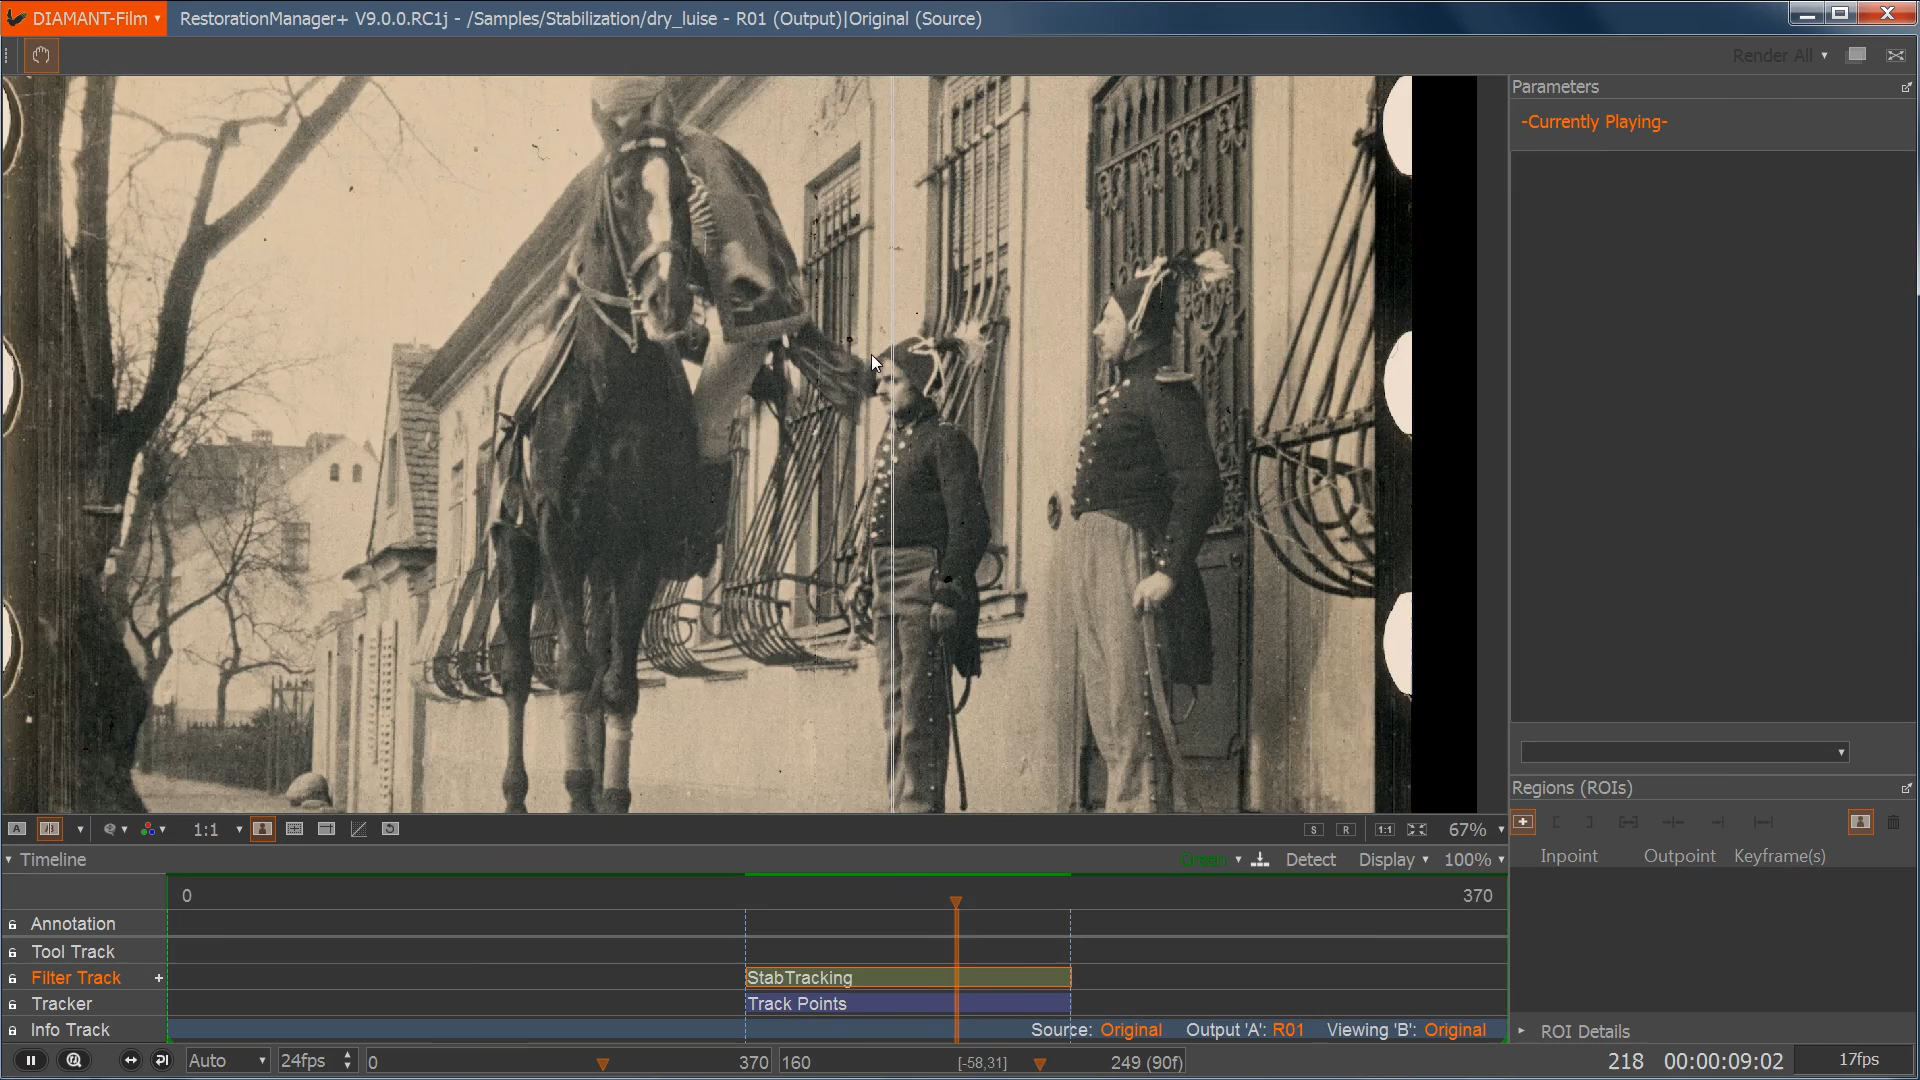 DIAMANT-Film
RestorationManager+ V9.0.0.RC1j - /Samples/Stabilization/dry_luise - R01 (Output)|Original (Source)
Render All
Parameters
-Currently Playing-
Regions (ROIs)
Inpoint Outpoint Keyframe(s)
ROI Details
A A|B 1:1 S R 1:1 67%
Timeline Green Detect Display 100%
0 370
Annotation
Tool Track
Filter Track + StabTracking
Tracker Track Points
Info Track Source: Original Output 'A': R01 Viewing 'B': Original
Auto 24fps 0 370 160 [-58,31] 249 (90f) 218 00:00:09:02 17fps